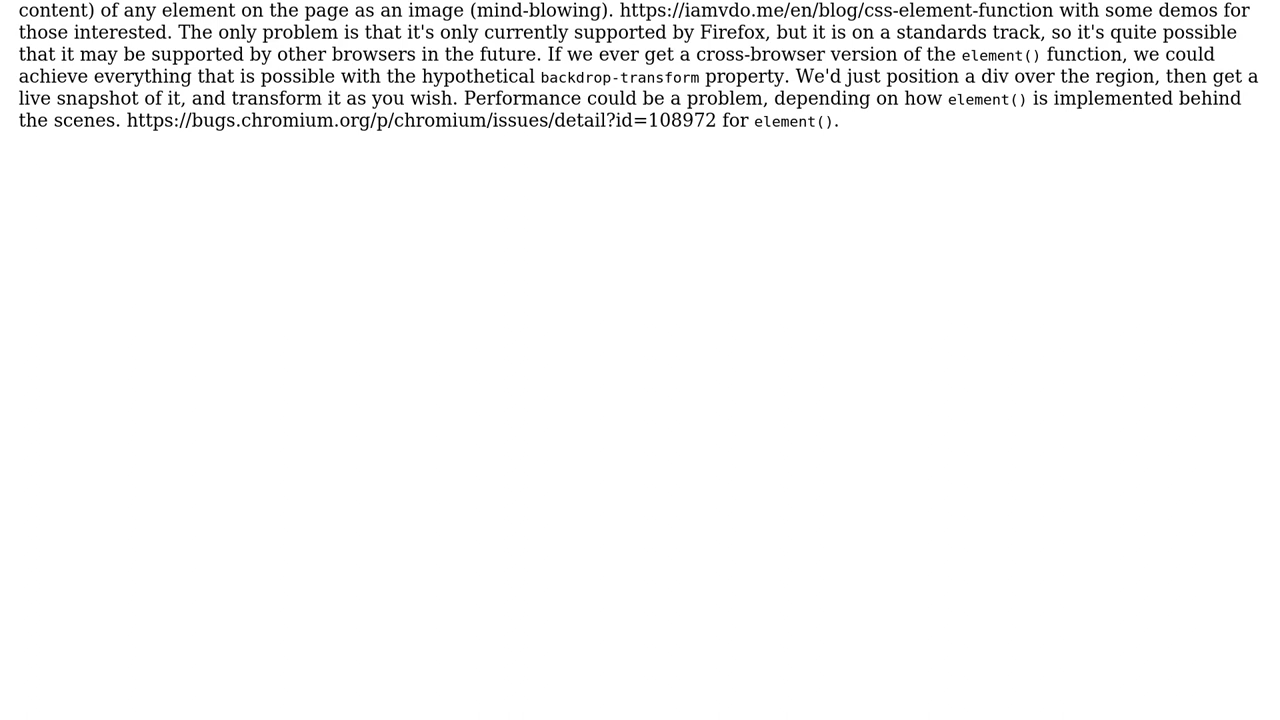 content) of any element on the page as an image (mind-blowing). https://iamvdo.me/en/blog/css-element-function with some demos for
those interested. The only problem is that it's only currently supported by Firefox, but it is on a standards track, so it's quite possible
that it may be supported by other browsers in the future. If we ever get a cross-browser version of the element() function, we could
achieve everything that is possible with the hypothetical backdrop-transform property. We'd just position a div over the region, then get a
live snapshot of it, and transform it as you wish. Performance could be a problem, depending on how element() is implemented behind
the scenes. https://bugs.chromium.org/p/chromium/issues/detail?id=108972 for element().